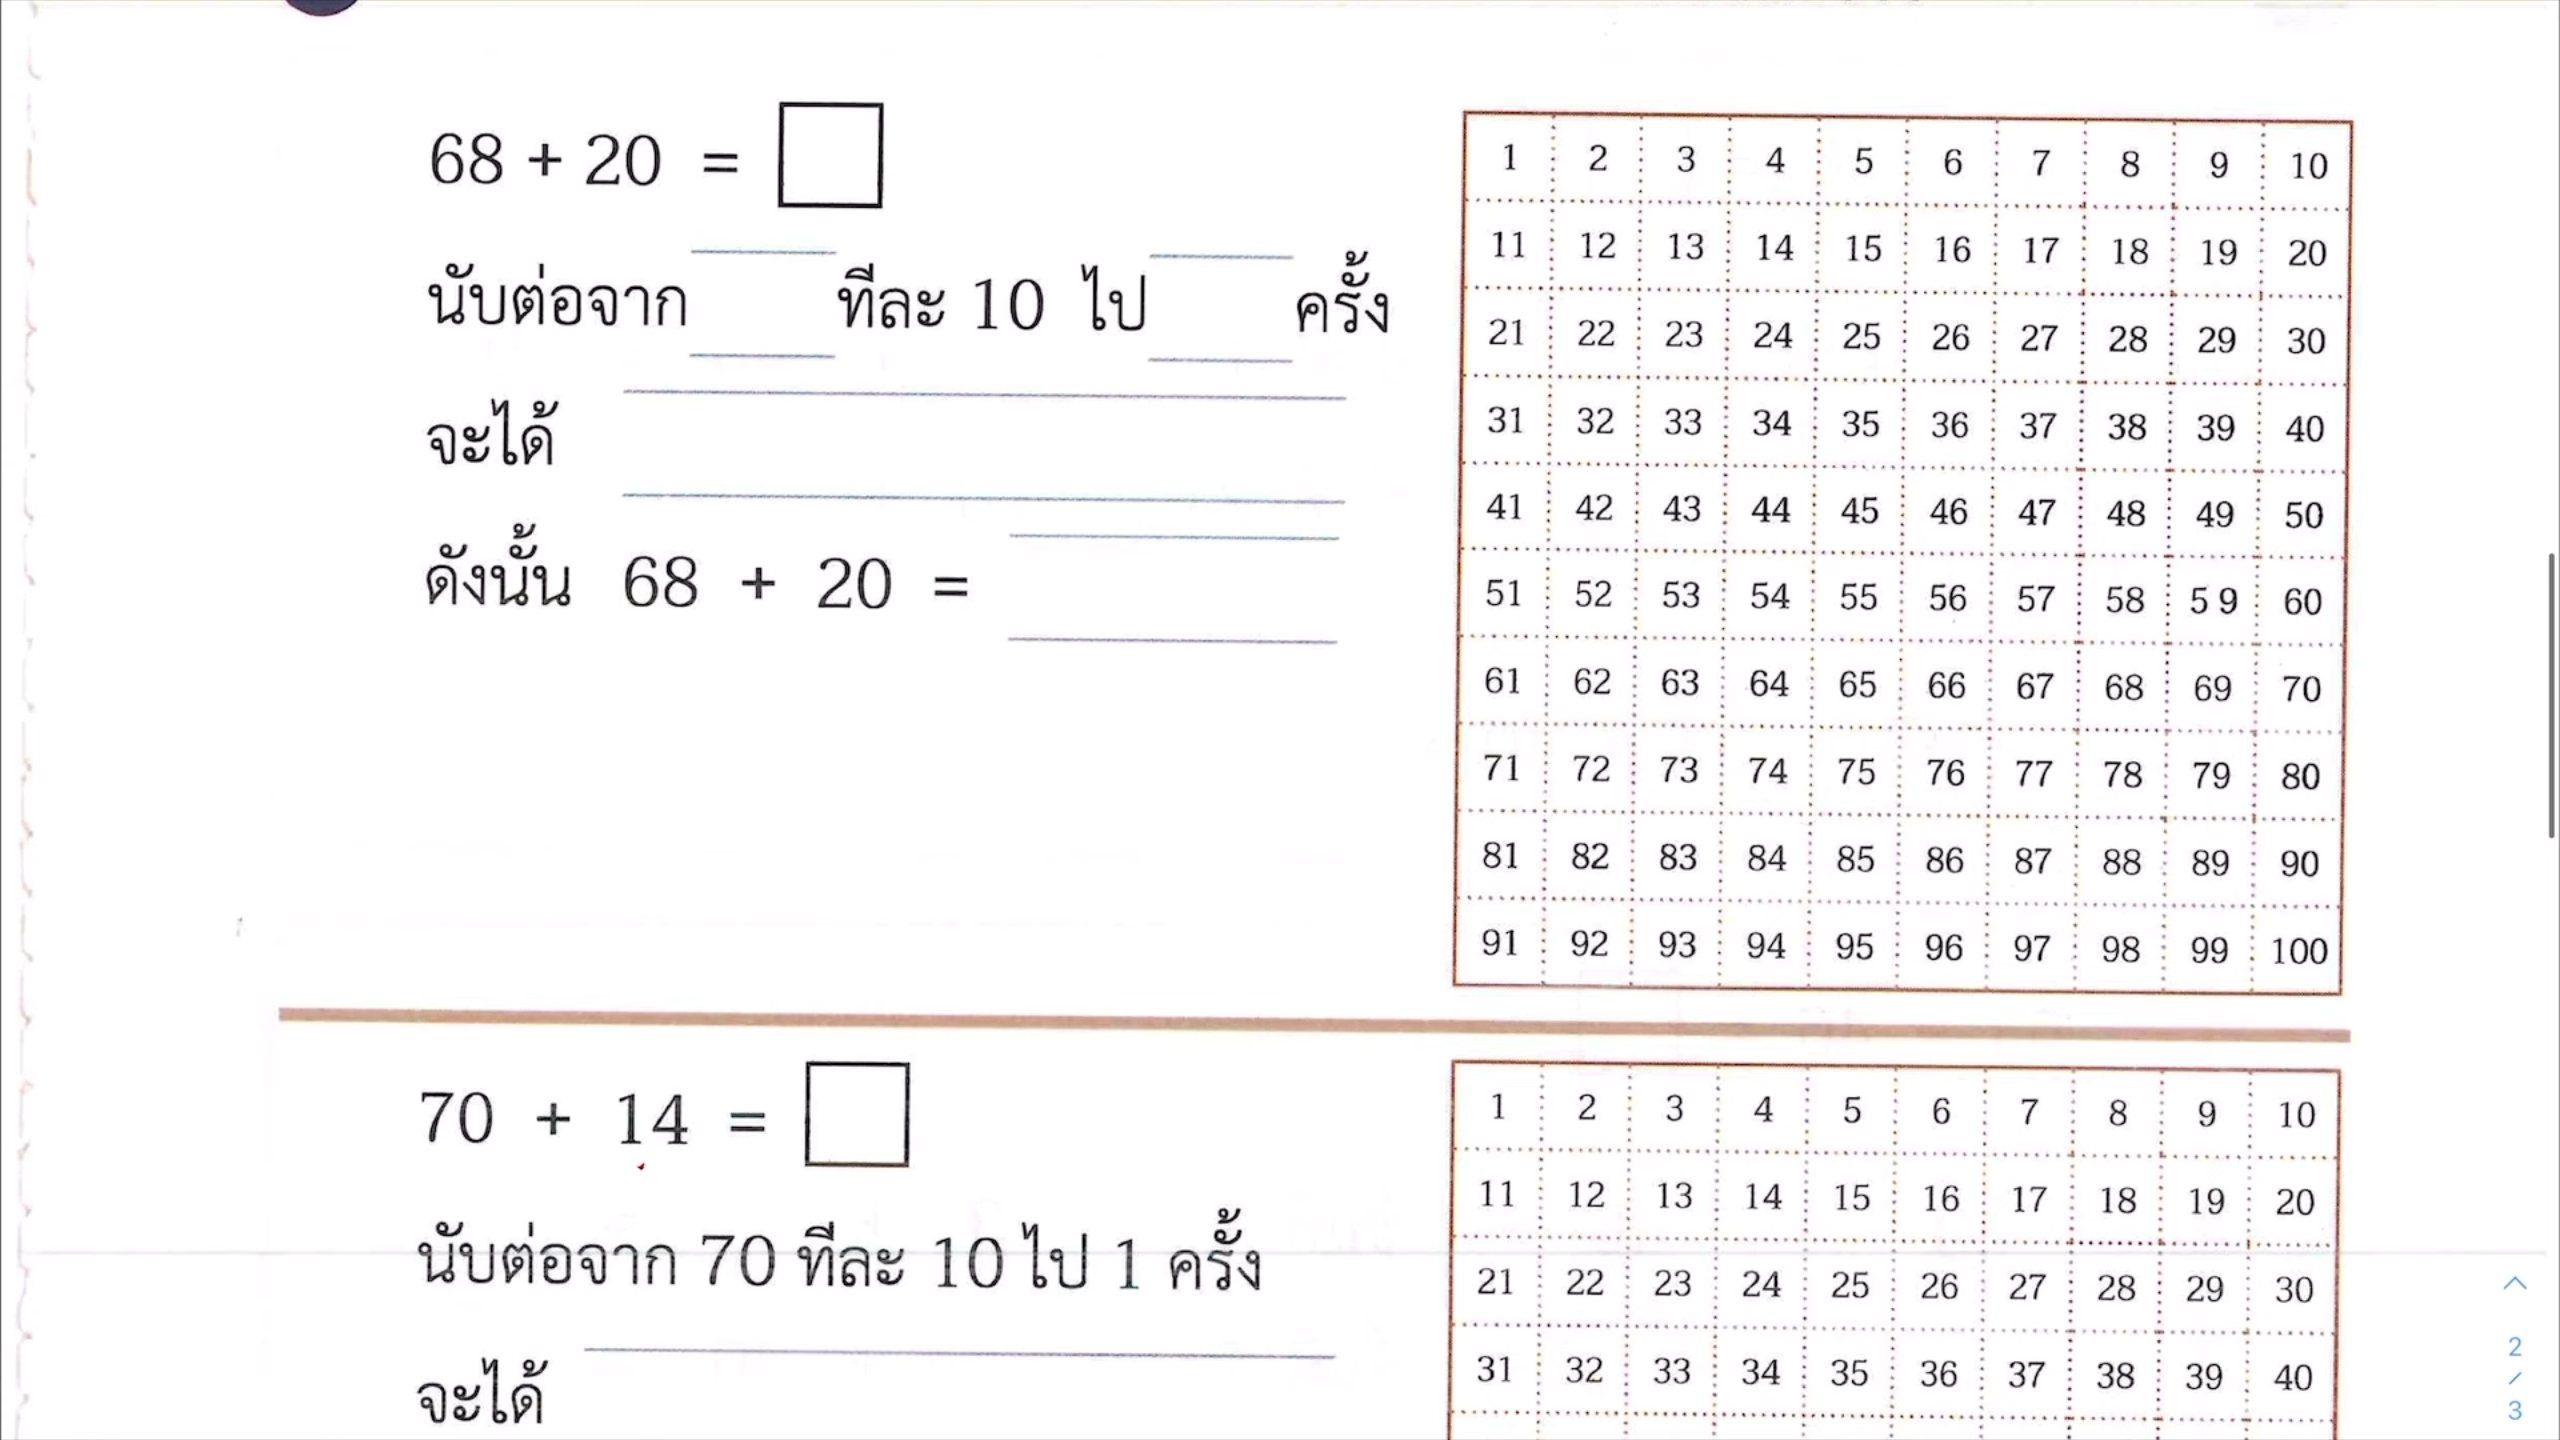 68 + 20 =
นับต่อจาก ทีละ 10 ไป ครั้ง
จะได้
ดังนั้น 68 + 20 =
1 2 3 4 5 6 7 8 9 10
11 12 13 14 15 16 17 18 19 20
21 22 23 24 25 26 27 28 29 30
31 32 33 34 35 36 37 38 39 40
41 42 43 44 45 46 47 48 49 50
51 52 53 54 55 56 57 58 5 9 60
61 62 63 64 65 66 67 68 69 70
71 72 73 74 75 76 77 78 79 80
81 82 83 84 85 86 87 88 89 90
91 92 93 94 95 96 97 98 99 100
70 + 14 =
นับต่อจาก 70 ทีละ 10 ไป 1 ครั้ง
จะได้
1 2 3 4 5 6 7 8 9 10
11 12 13 14 15 16 17 18 19 20
21 22 23 24 25 26 27 28 29 30
31 32 33 34 35 36 37 38 39 40
2
/
3